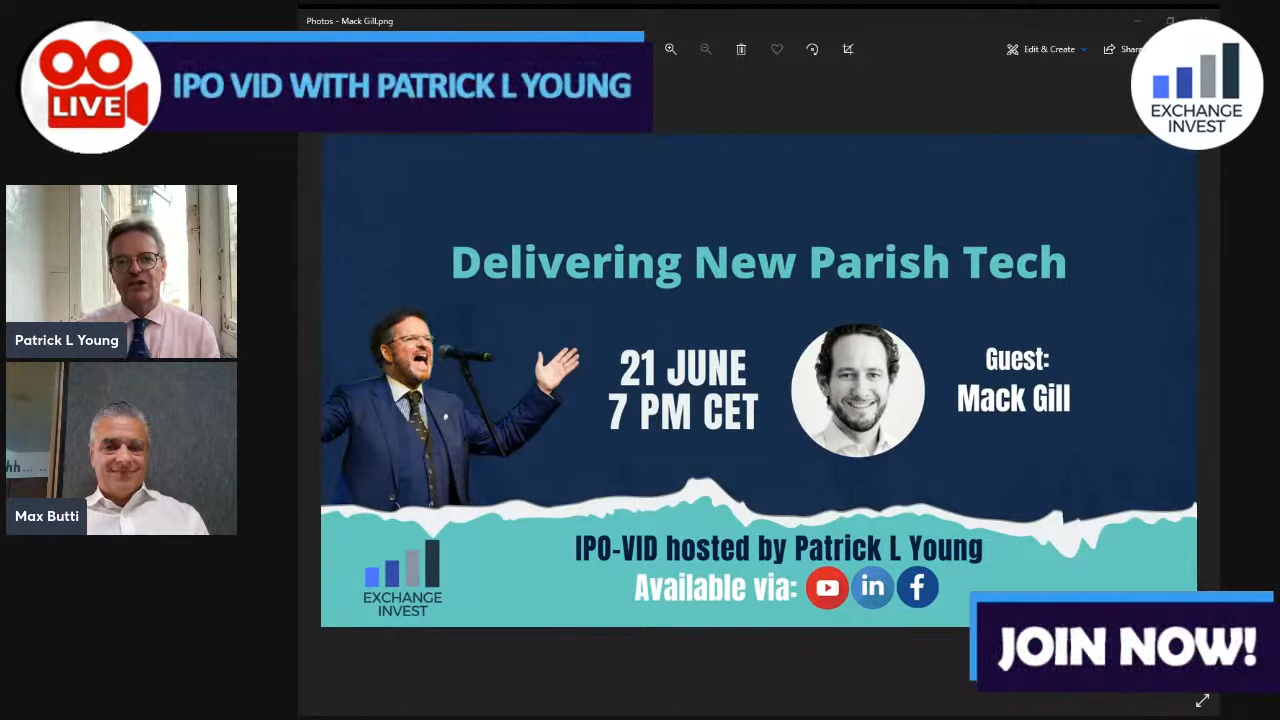 Photos - Mack Gill.png
Edit & Create
Share
LIVE
IPO VID WITH PATRICK L YOUNG
EXCHANGE
INVEST
Patrick L Young
hh... ..
Max Butti
Delivering New Parish Tech
21 JUNE
7 PM CET
Guest:
Mack Gill
IPO-VID hosted by Patrick L Young
Available via:
in
f
EXCHANGE
INVEST
JOIN NOW!